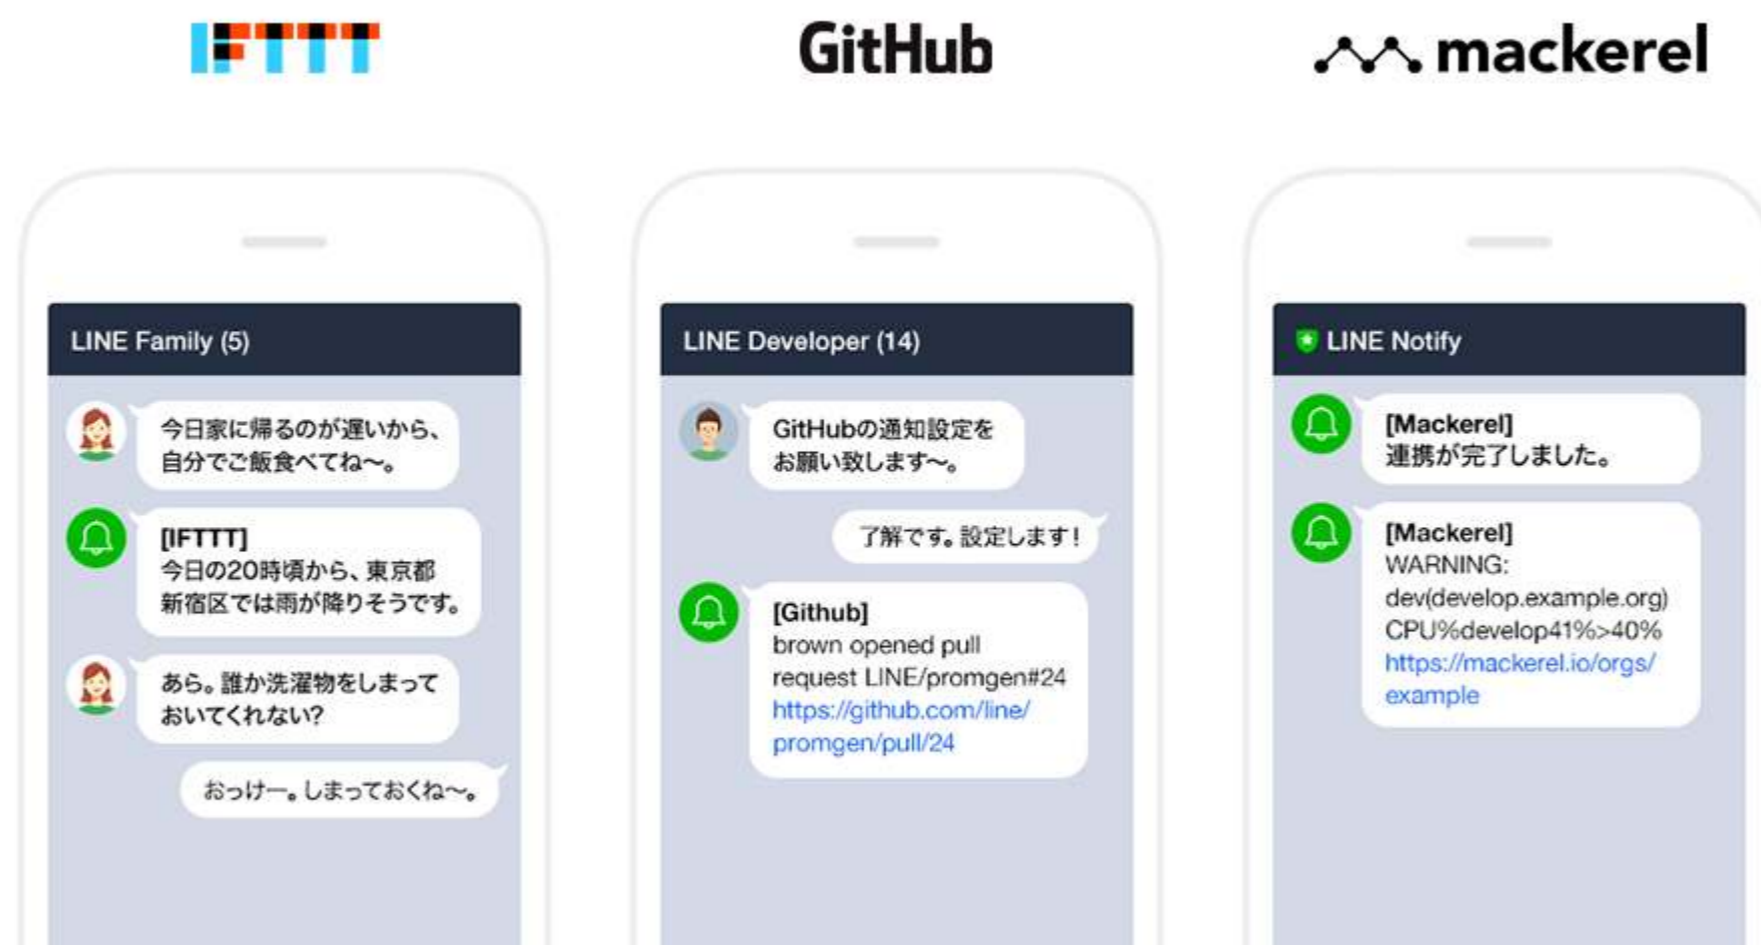 IFTTT
GitHub
mackerel
LINE Family (5)
今日家に帰るのが遅いから、
自分でご飯食べてね〜。
[IFTTT]
今日の20時頃から、東京都
新宿区では雨が降りそうです。
あら。誰か洗濯物をしまって
おいてくれない?
おっけー。しまっておくね〜。
LINE Developer (14)
GitHubの通知設定を
お願い致します〜。
了解です。設定します!
[Github]
brown opened pull
request LINE/promgen#24
https://github.com/line/
promgen/pull/24
LINE Notify
[Mackerel]
連携が完了しました。
[Mackerel]
WARNING:
dev(develop.example.org)
CPU%develop41%>40%
https://mackerel.io/orgs/
example